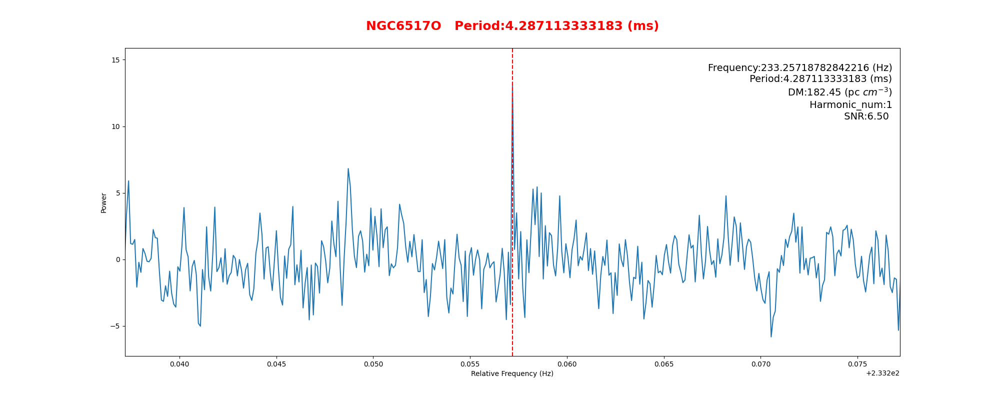 NGC6517O   Period:4.287113333183 (ms)
Frequency:233.25718782842216 (Hz)
Period:4.287113333183 (ms)
DM:182.45 (pc cm⁻³)
Harmonic_num:1
SNR:6.50
15
10
5
0
−5
Power
0.040 0.045 0.050 0.055 0.060 0.065 0.070 0.075
Relative Frequency (Hz)
+2.332e2